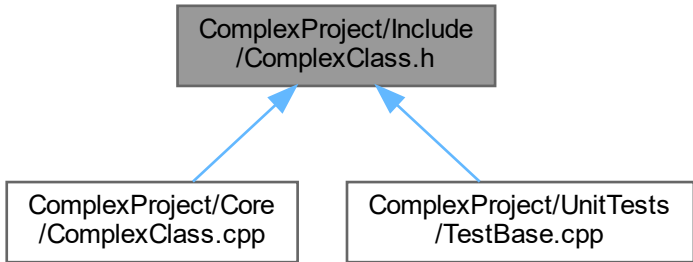 ComplexProject/Include
/ComplexClass.h
ComplexProject/Core
/ComplexClass.cpp
ComplexProject/UnitTests
/TestBase.cpp